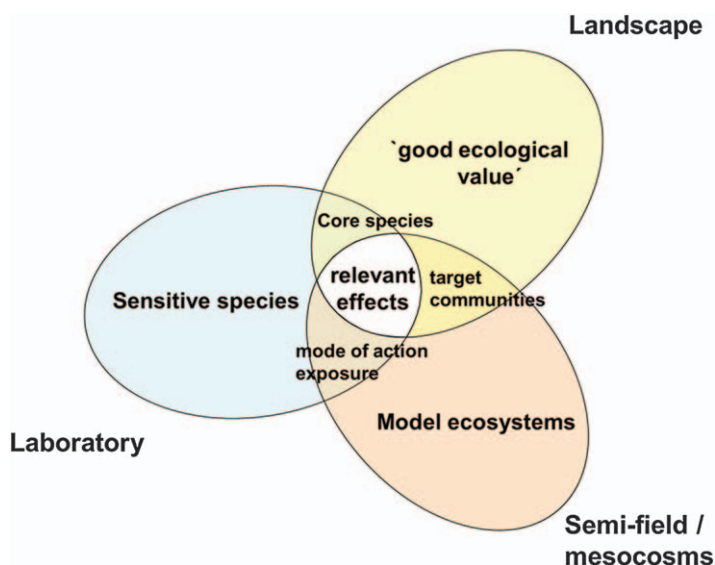 Landscape
`good ecological
value´
Core species
relevant
effects
target
communities
Sensitive species
mode of action
exposure
Model ecosystems
Laboratory
Semi-field /
mesocosms